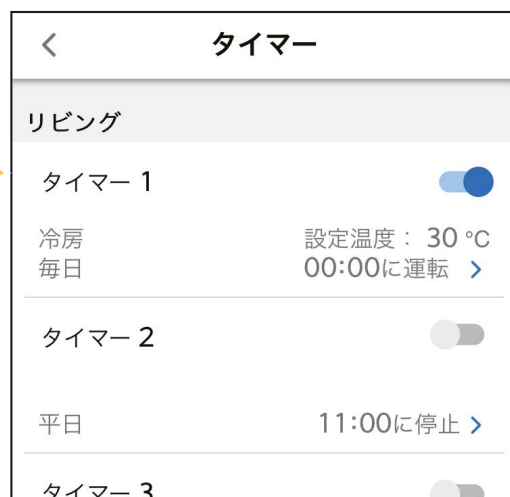 タイマー
リビング
タイマー 1
冷房 設定温度： 30 °C
毎日 00:00に運転
タイマー 2
平日 11:00に停止
タイマー 3